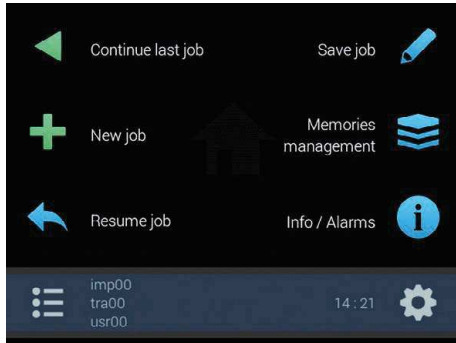 Continue last job
Save job
New job
Memories
management
Resume job
Info / Alarms
i
imp00
tra00
usr00
14 : 21